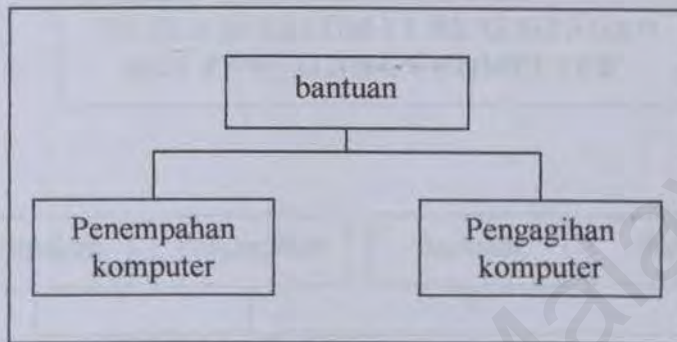 bantuan
Penempahan
komputer
Pengagihan
komputer